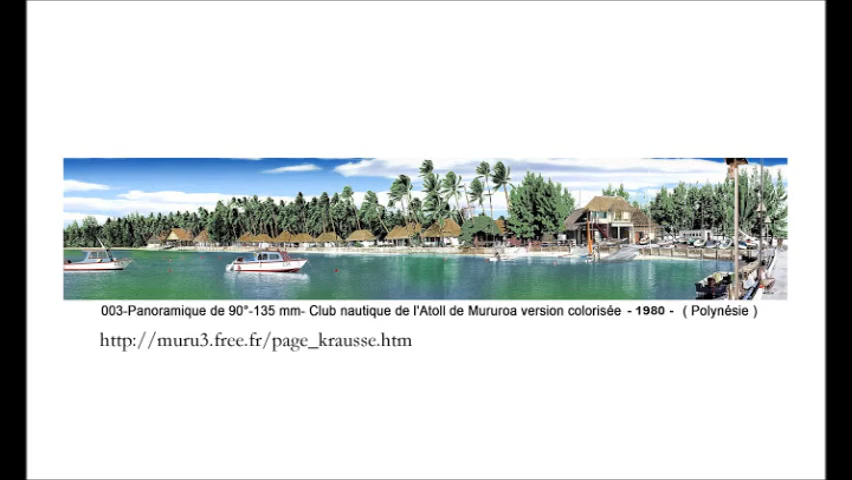 003-Panoramique de 90°-135 mm- Club nautique de l'Atoll de Mururoa version colorisée - 1980 - ( Polynésie )
http://muru3.free.fr/page_krausse.htm